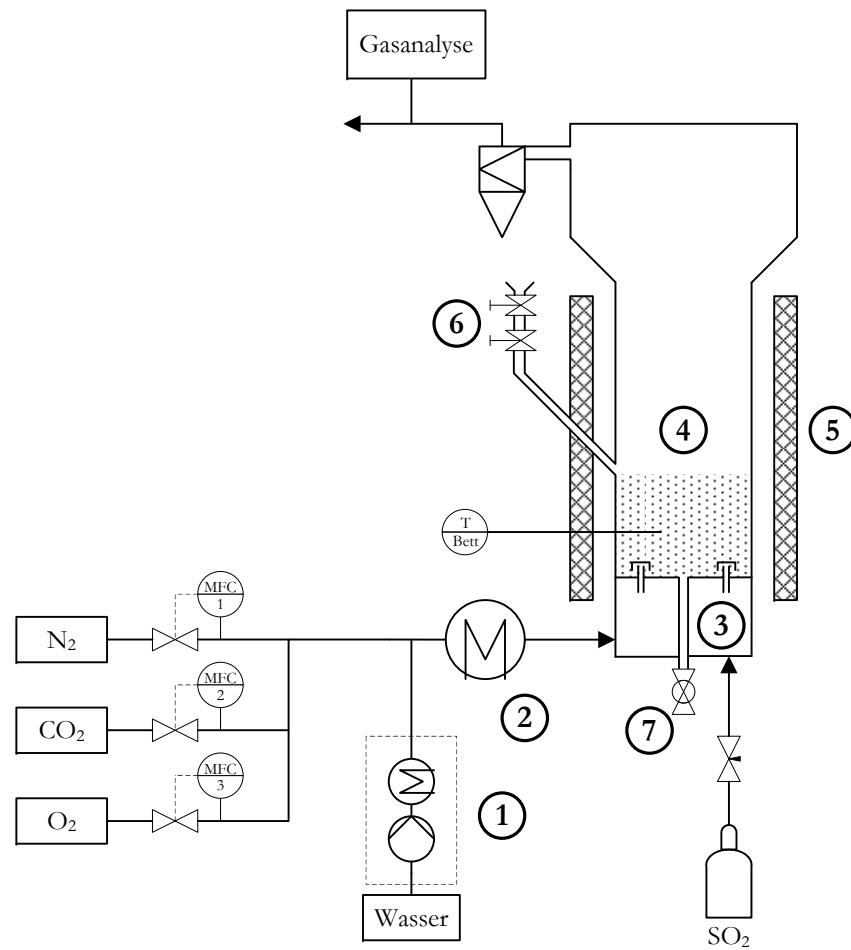 Gasanalyse
6
4
5
T
Bett
MFC
1
N₂
3
MFC
2
2
7
CO₂
MFC
3
1
O₂
Wasser
SO₂